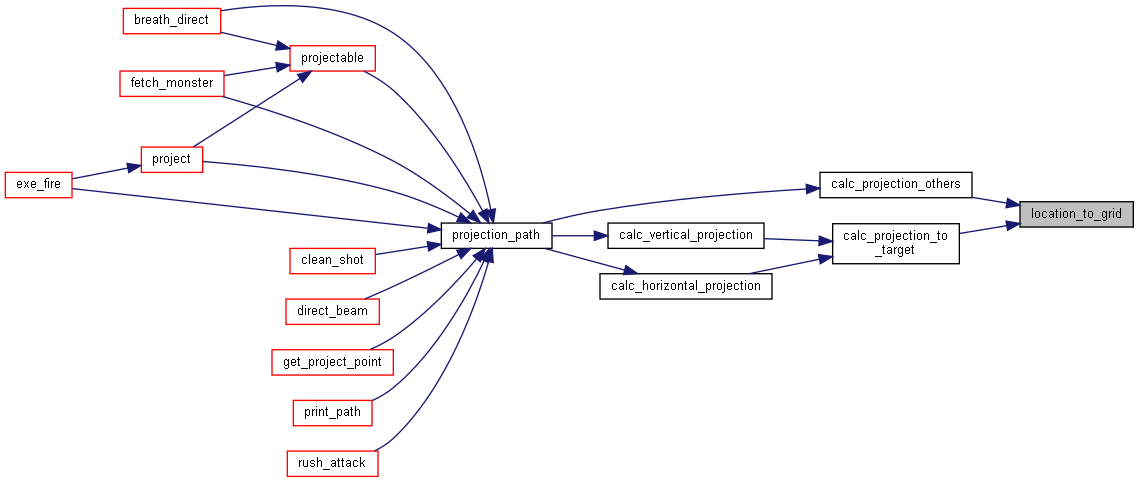 breath_direct
projectable
fetch_monster
project
exe_fire
calc_projection_others
location_to_grid
projection_path
calc_vertical_projection
calc_projection_to
_target
clean_shot
calc_horizontal_projection
direct_beam
get_project_point
print_path
rush_attack